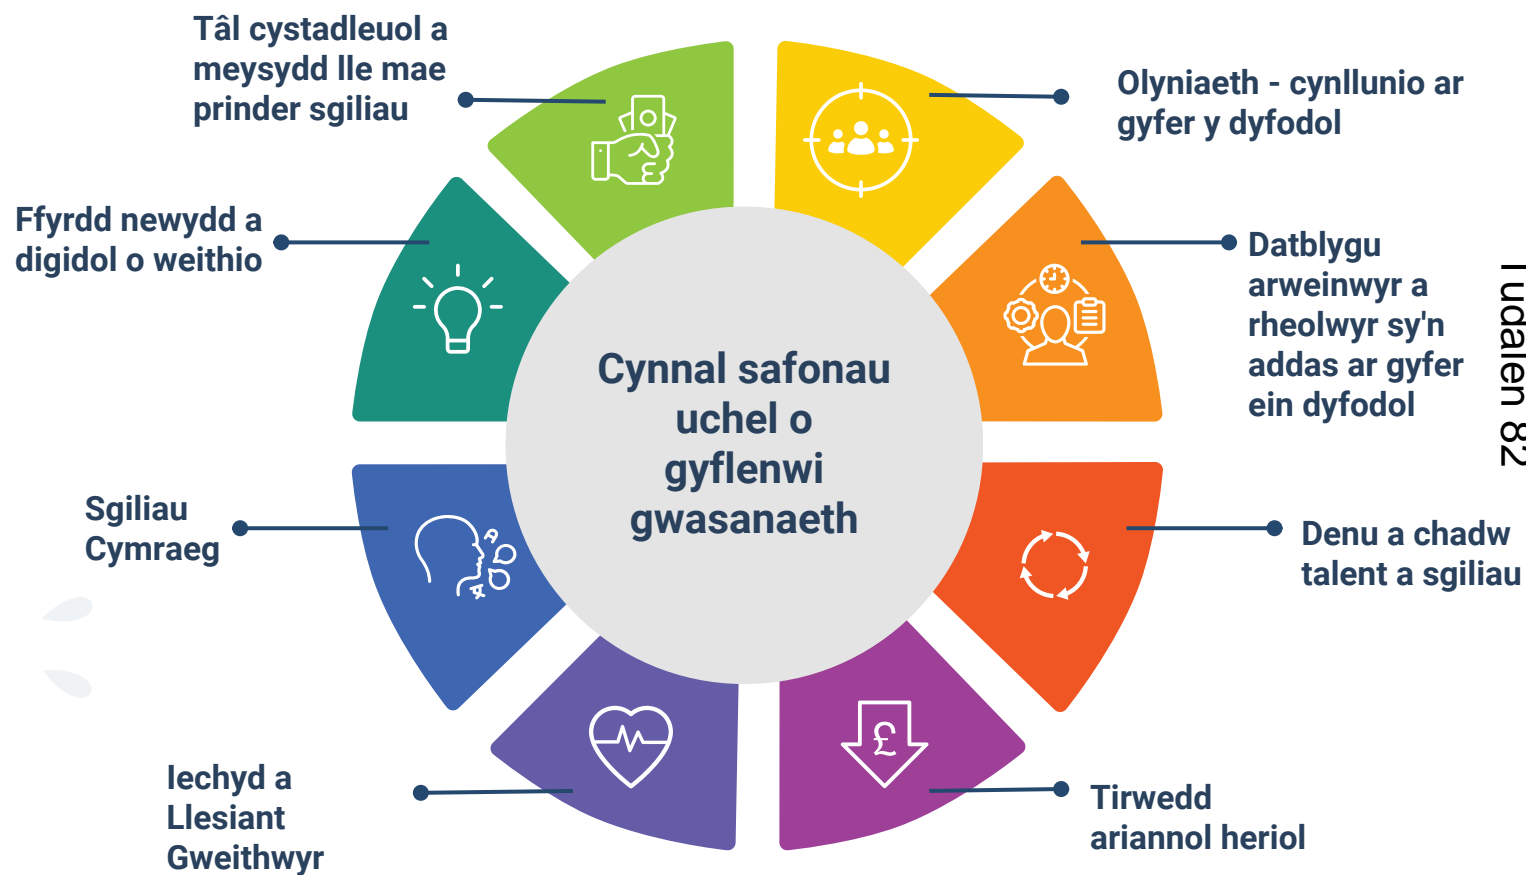 Tâl cystadleuol a
meysydd lle mae
prinder sgiliau
Olyniaeth - cynllunio ar
gyfer y dyfodol
Ffyrdd newydd a
digidol o weithio
Datblygu
arweinwyr a
rheolwyr sy'n
addas ar gyfer
ein dyfodol
Cynnal safonau
uchel o
gyflenwi
gwasanaeth
Sgiliau
Cymraeg
Denu a chadw
talent a sgiliau
Iechyd a
Llesiant
Gweithwyr
£
Tirwedd
ariannol heriol
Tudalen 82